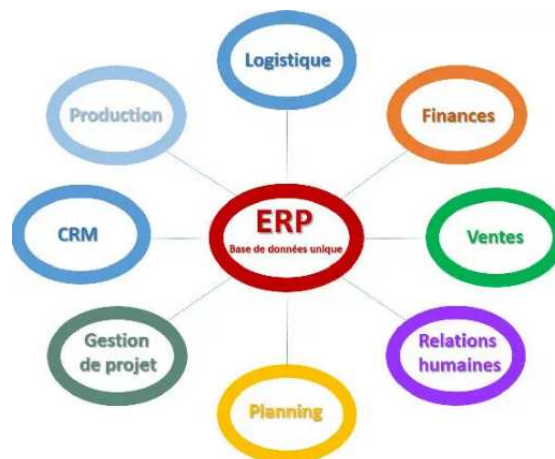 Logistique
Production
Finances
CRM
ERP
Base de données unique
Ventes
Gestion
de projet
Relations
humaines
Planning